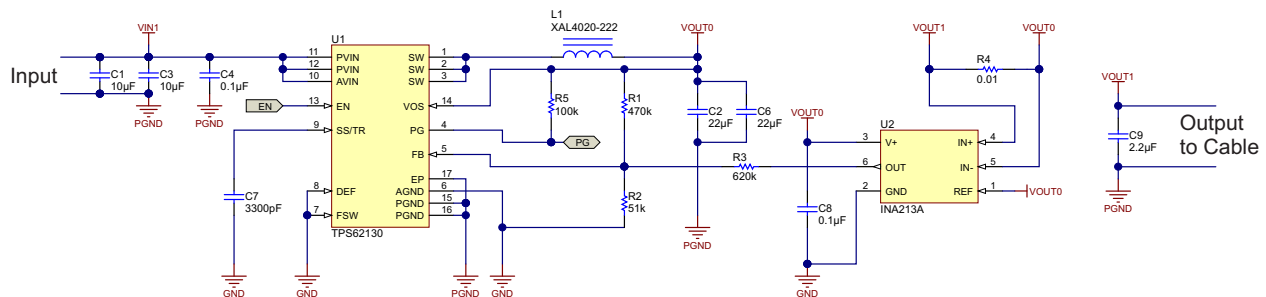 Input
VIN1
C1
10µF
C3
10µF
C4
0.1µF
PGND
PGND
EN
C7
3300pF
GND
GND
U1
11
PVIN
12
PVIN
10
AVIN
13
EN
9
SS/TR
8
DEF
7
FSW
SW
1
SW
2
SW
3
VOS
14
PG
4
FB
5
EP
17
AGND
6
PGND
15
PGND
16
TPS62130
PGND
GND
L1
XAL4020-222
R5
100k
R1
470k
PG
R2
51k
VOUT0
C2
22µF
C6
22µF
PGND
R3
620k
VOUT0
C8
0.1µF
GND
U2
3
V+
6
OUT
2
GND
IN+
4
IN-
5
REF
1
INA213A
VOUT0
VOUT1
VOUT0
R4
0.01
VOUT1
C9
2.2µF
PGND
Output
to Cable